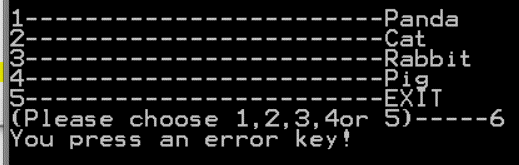 1-----------------------Panda
2-----------------------Cat
3-----------------------Rabbit
4-----------------------Pig
5-----------------------EXIT
(Please choose 1,2,3,4or 5)-----6
You press an error key!